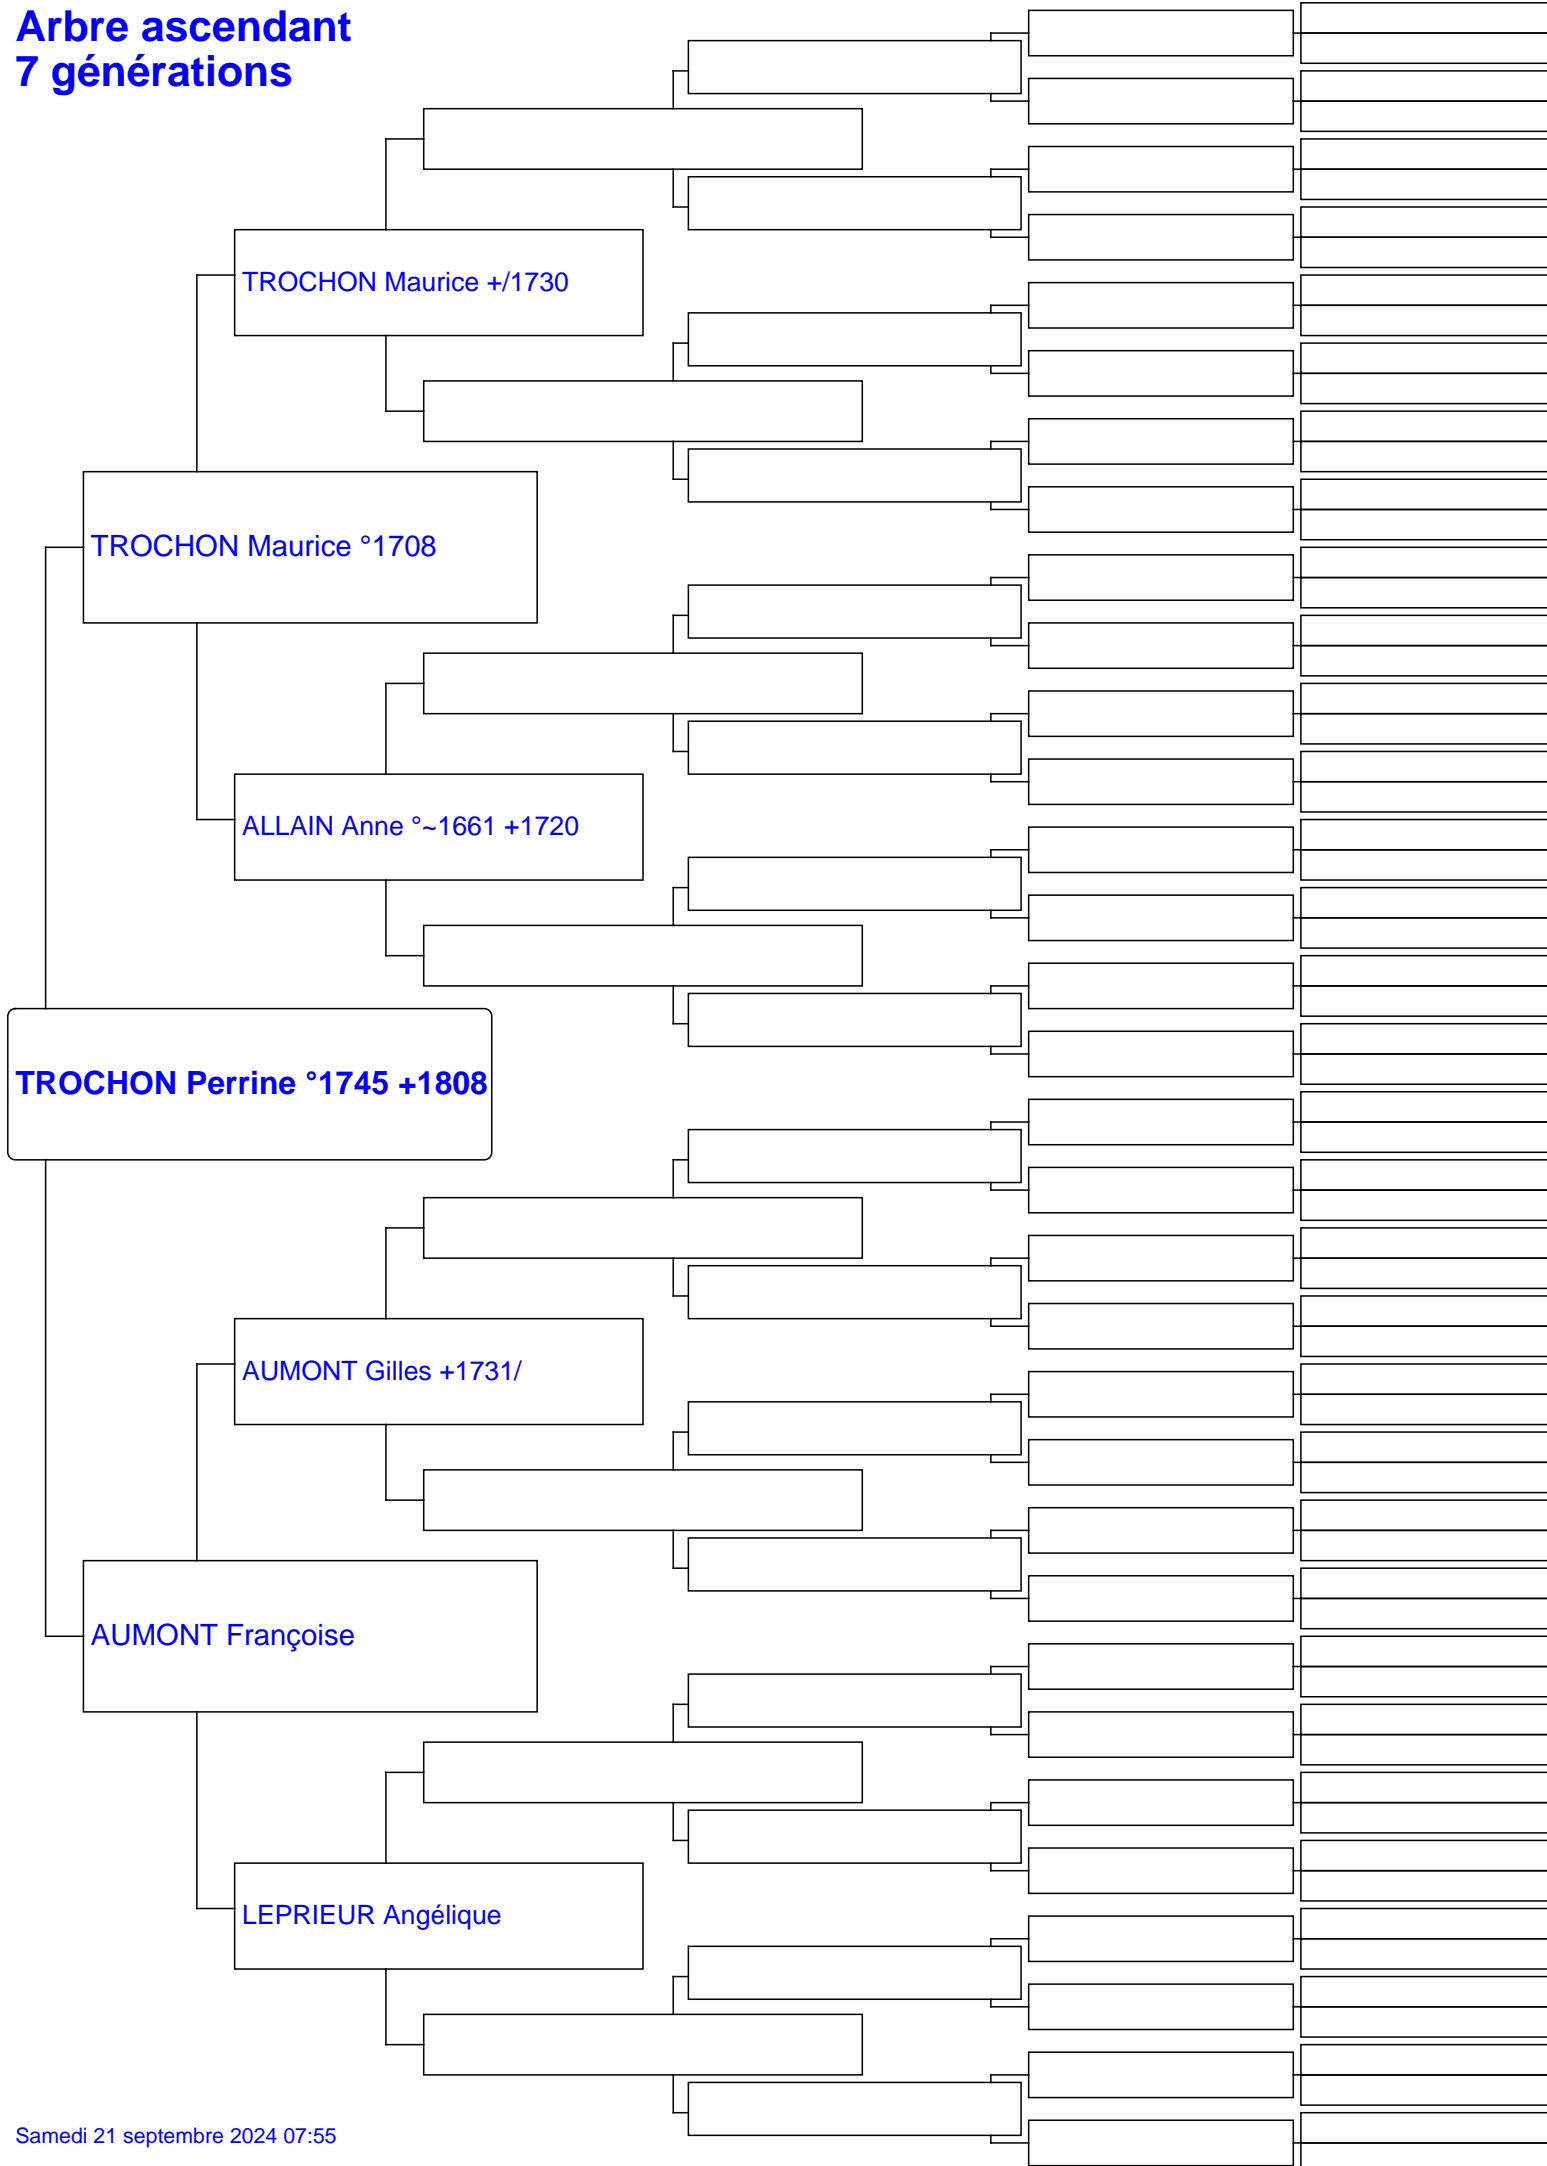 Arbre ascendant
7 générations
TROCHON Maurice +/1730
TROCHON Maurice °1708
ALLAIN Anne °~1661 +1720
TROCHON Perrine °1745 +1808
AUMONT Gilles +1731/
AUMONT Françoise
LEPRIEUR Angélique
Samedi 21 septembre 2024 07:55